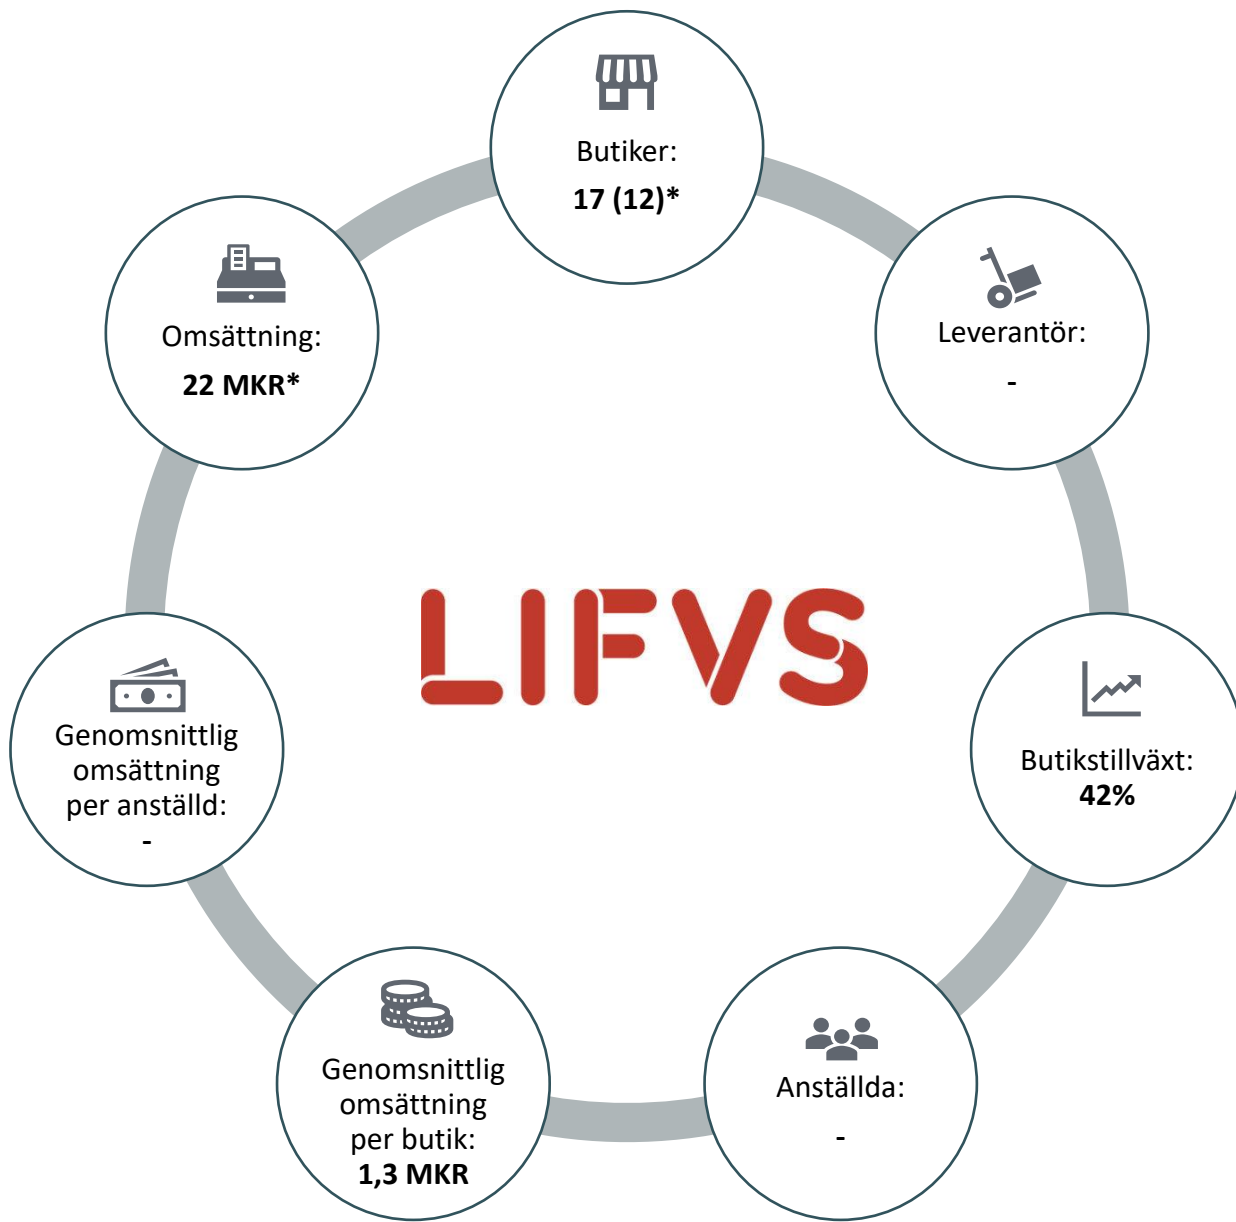 Butiker:
17 (12)*
Leverantör:
-
Butikstillväxt:
42%
Anställda:
-
Genomsnittlig
omsättning
per butik:
1,3 MKR
Genomsnittlig
omsättning
per anställd:
-
Omsättning:
22 MKR*
LIFVS